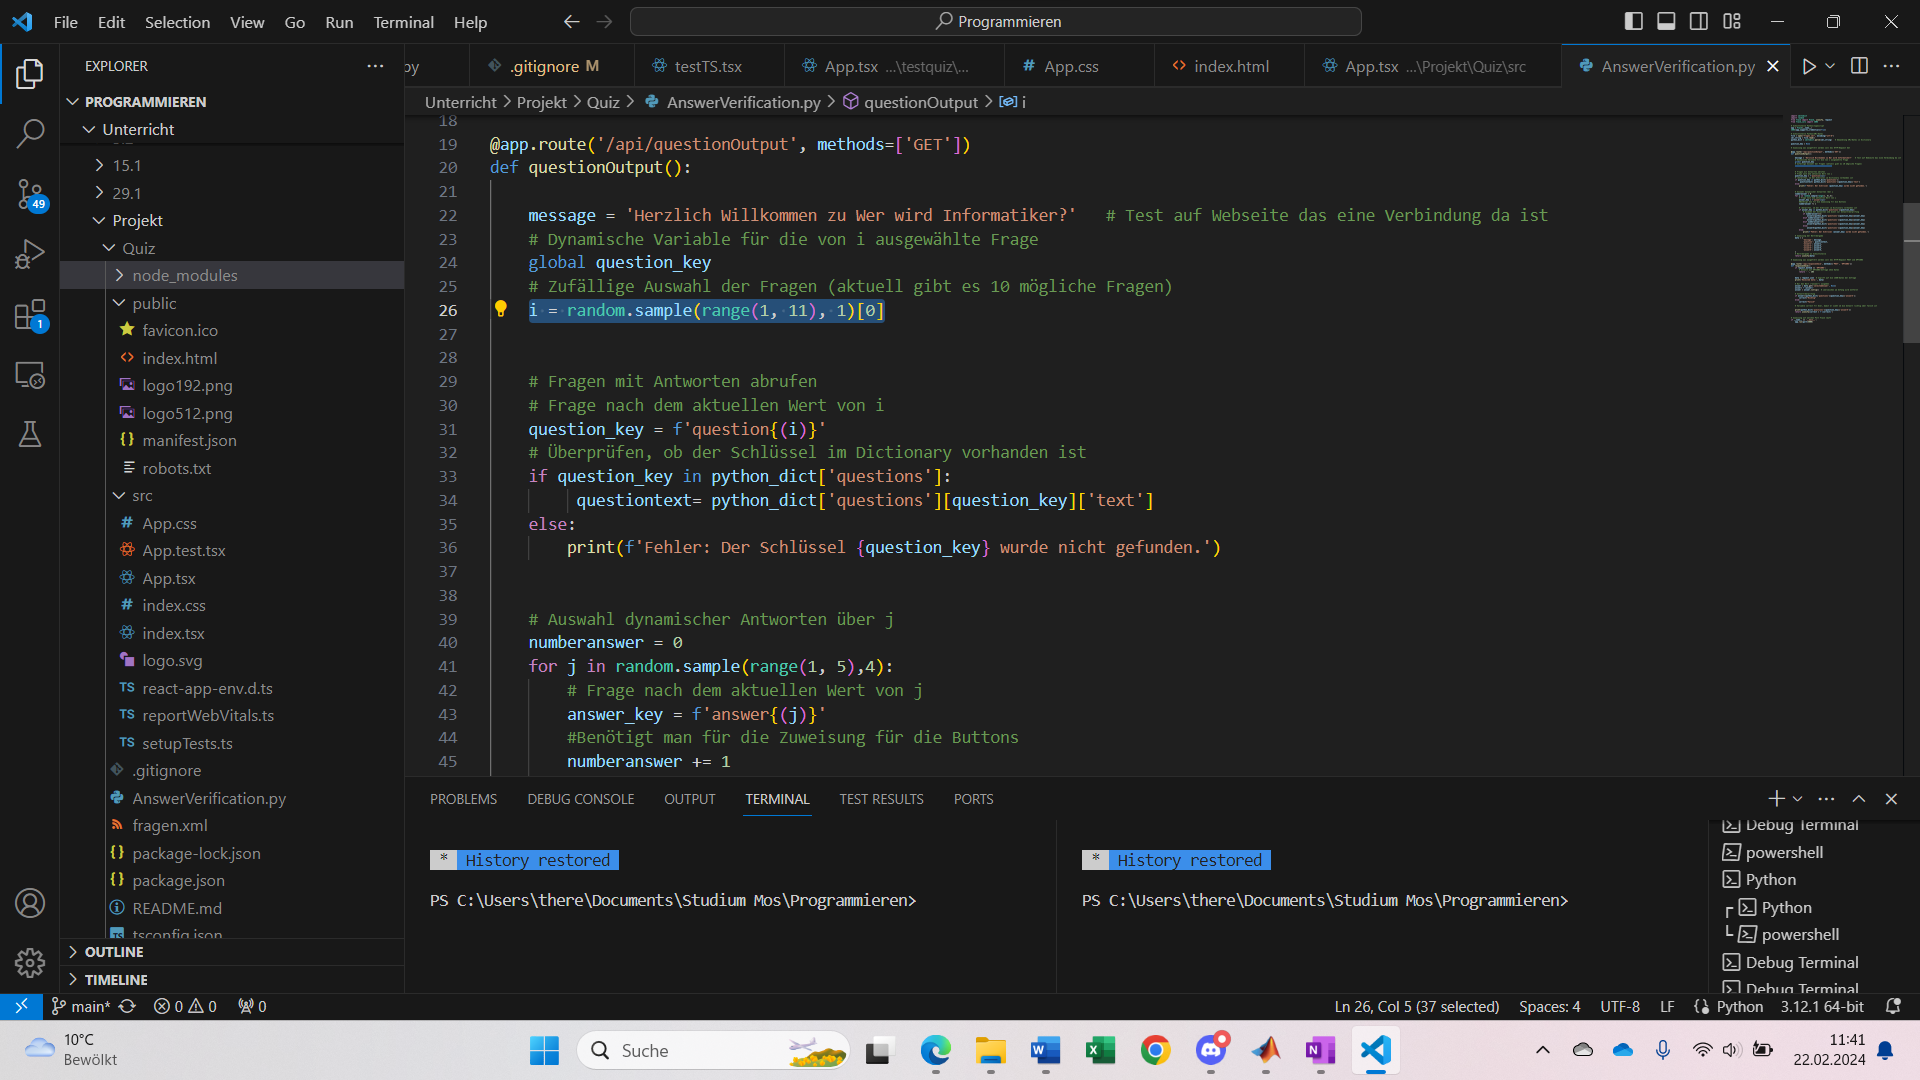 File Edit Selection View Go Run Terminal Help
Programmieren
EXPLORER
PROGRAMMIEREN
Unterricht
15.1
29.1
Projekt
Quiz
node_modules
public
favicon.ico
index.html
logo192.png
logo512.png
manifest.json
robots.txt
src
App.css
App.test.tsx
App.tsx
index.css
index.tsx
logo.svg
TS react-app-env.d.ts
TS reportWebVitals.ts
TS setupTests.ts
.gitignore
AnswerVerification.py
fragen.xml
package-lock.json
package.json
README.md
tsconfig.json
OUTLINE
TIMELINE
49
1
py .gitignore M testTS.tsx App.tsx ...\testquiz\... App.css index.html App.tsx ...\Projekt\Quiz\src AnswerVerification.py
Unterricht > Projekt > Quiz > AnswerVerification.py > questionOutput > i
18
19 @app.route('/api/questionOutput', methods=['GET'])
20 def questionOutput():
21
22 message = 'Herzlich Willkommen zu Wer wird Informatiker?' # Test auf Webseite das eine Verbindung da ist
23 # Dynamische Variable für die von i ausgewählte Frage
24 global question_key
25 # Zufällige Auswahl der Fragen (aktuell gibt es 10 mögliche Fragen)
26 i = random.sample(range(1, 11), 1)[0]
27
28
29 # Fragen mit Antworten abrufen
30 # Frage nach dem aktuellen Wert von i
31 question_key = f'question{(i)}'
32 # Überprüfen, ob der Schlüssel im Dictionary vorhanden ist
33 if question_key in python_dict['questions']:
34 questiontext= python_dict['questions'][question_key]['text']
35 else:
36 print(f'Fehler: Der Schlüssel {question_key} wurde nicht gefunden.')
37
38
39 # Auswahl dynamischer Antworten über j
40 numberanswer = 0
41 for j in random.sample(range(1, 5),4):
42 # Frage nach dem aktuellen Wert von j
43 answer_key = f'answer{(j)}'
44 #Benötigt man für die Zuweisung für die Buttons
45 numberanswer += 1
PROBLEMS DEBUG CONSOLE OUTPUT TERMINAL TEST RESULTS PORTS
* History restored
PS C:\Users\there\Documents\Studium Mos\Programmieren>
* History restored
PS C:\Users\there\Documents\Studium Mos\Programmieren>
Debug Terminal
powershell
Python
Python
powershell
Debug Terminal
Debug Terminal
main* 0 0 0 Ln 26, Col 5 (37 selected) Spaces: 4 UTF-8 LF Python 3.12.1 64-bit
10°C
Bewölkt
Suche
11:41
22.02.2024